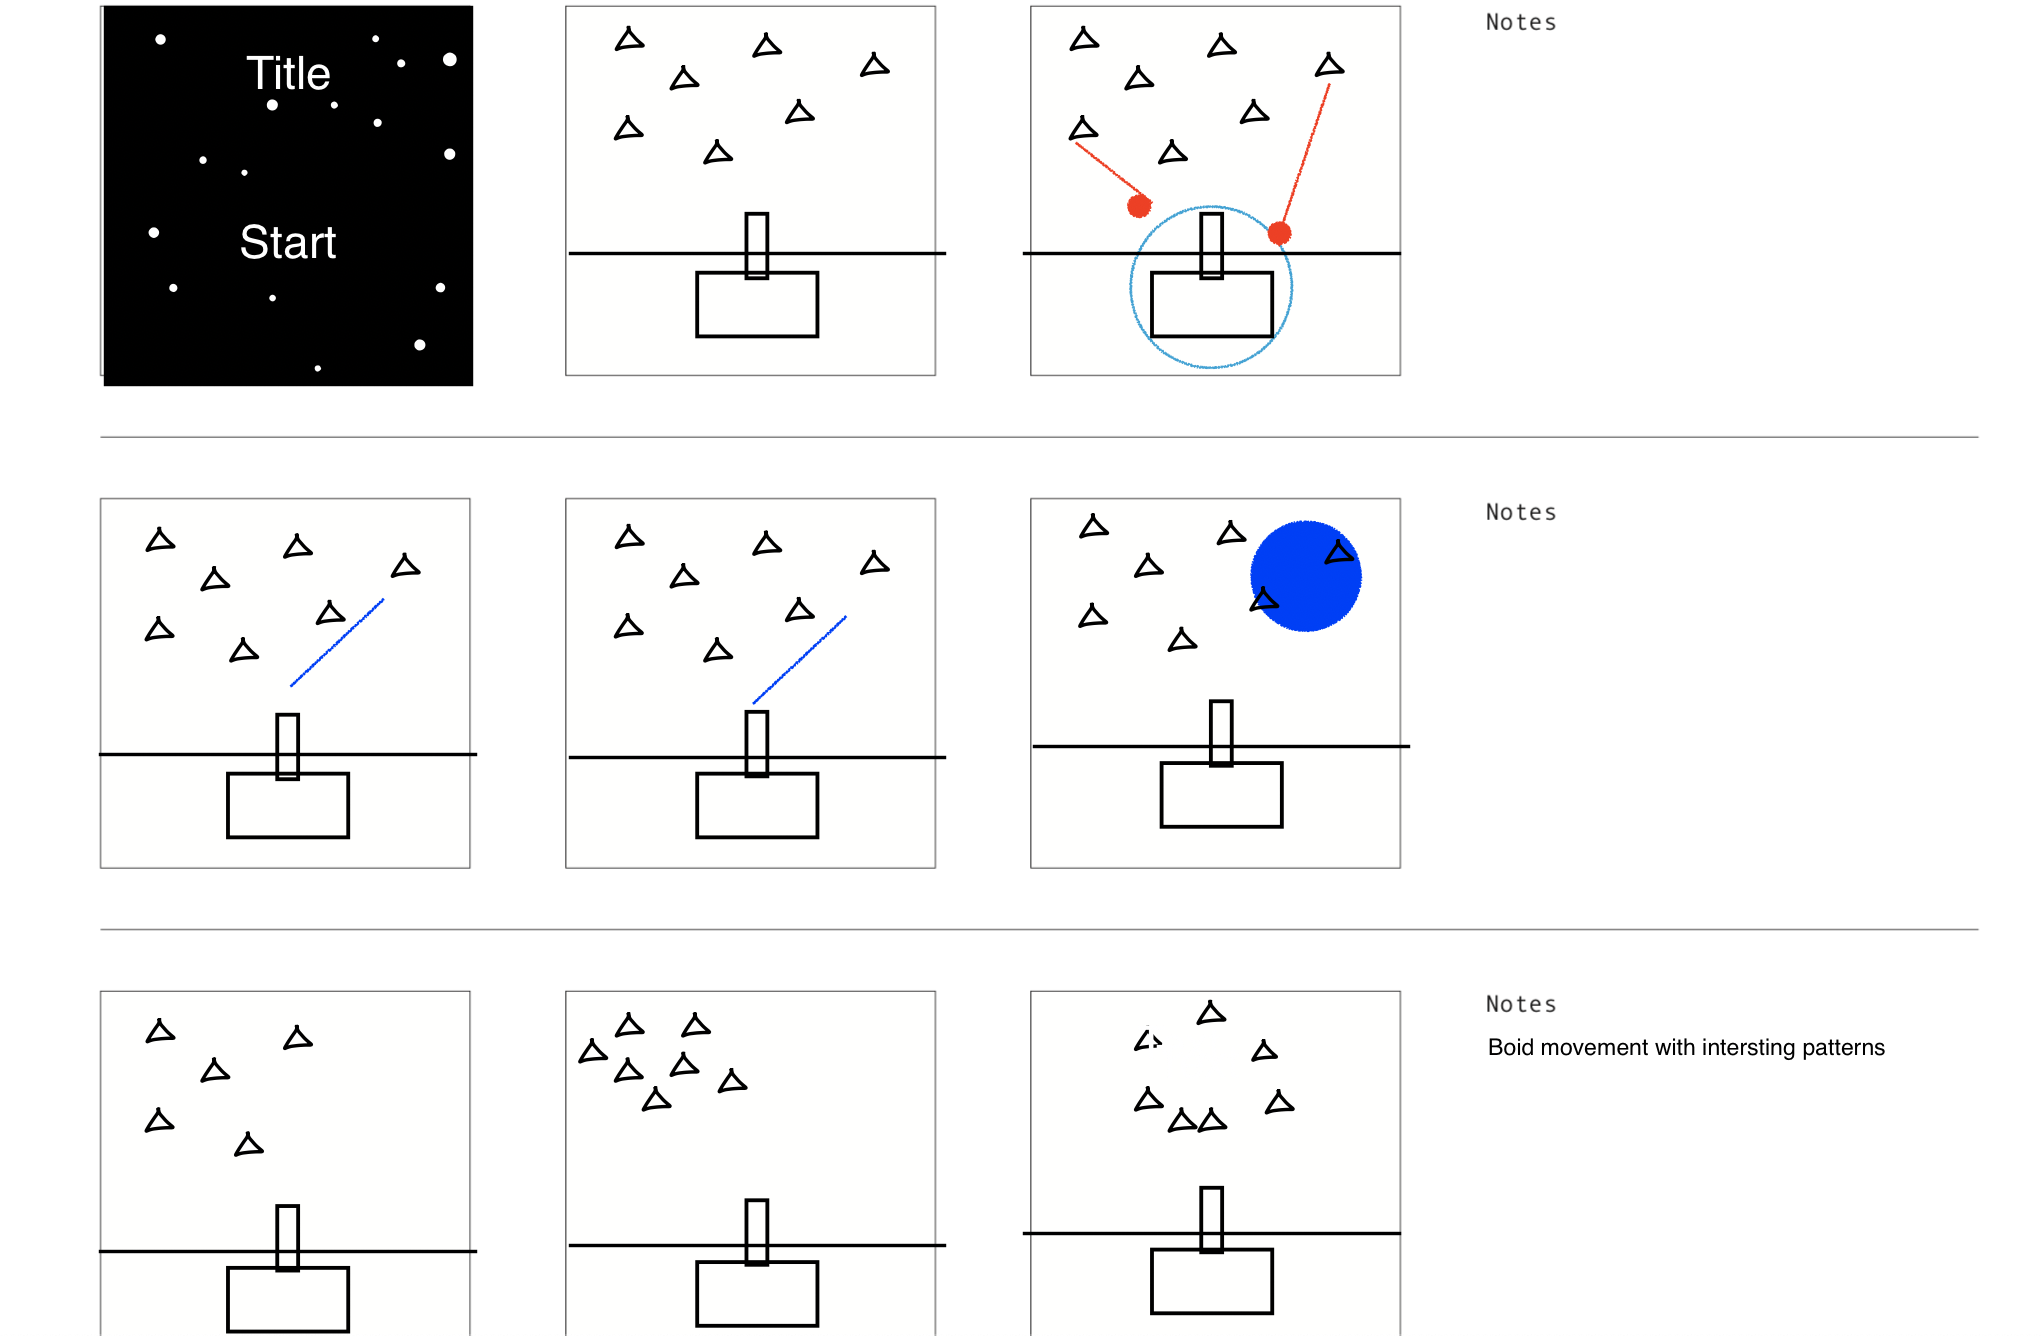 Title
Start
Notes
Notes
Notes
Boid movement with intersting patterns